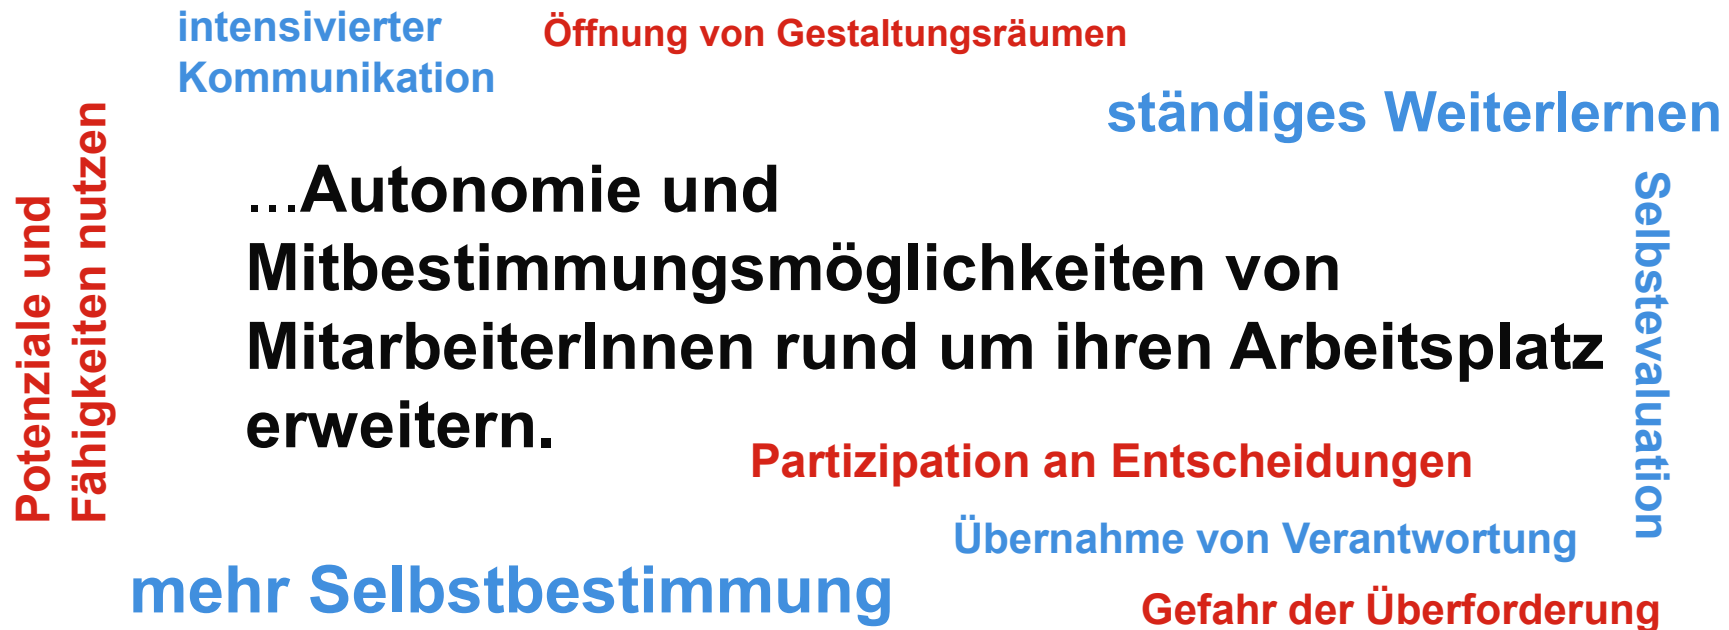 intensivierter
Kommunikation
Öffnung von Gestaltungsräumen
ständiges Weiterlernen
Potenziale und
Fähigkeiten nutzen
...Autonomie und
Mitbestimmungsmöglichkeiten von
MitarbeiterInnen rund um ihren Arbeitsplatz
erweitern.
Selbstevaluation
Partizipation an Entscheidungen
Übernahme von Verantwortung
mehr Selbstbestimmung
Gefahr der Überforderung